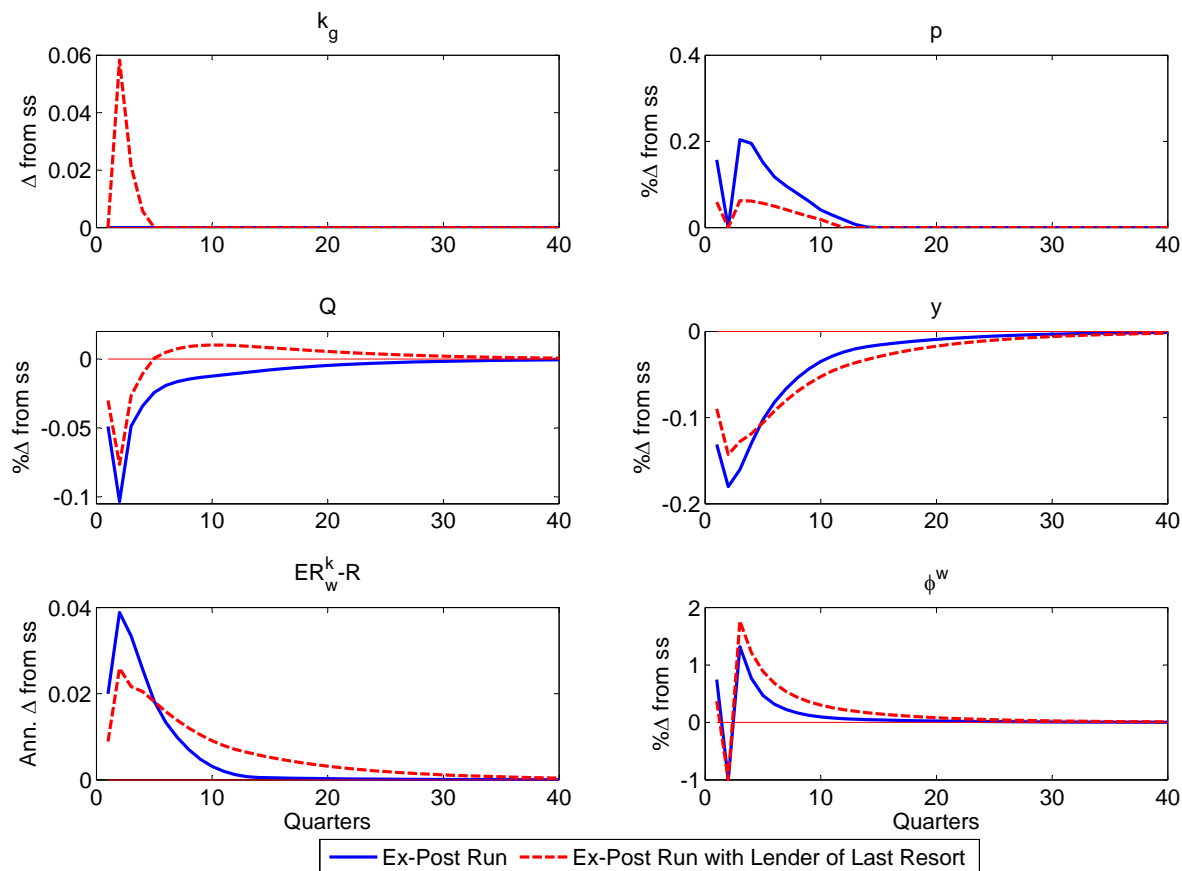 k_g
Δ from ss
0.06
0.04
0.02
0
0 10 20 30 40
p
%Δ from ss
0.4
0.2
0
0 10 20 30 40
Q
%Δ from ss
0
-0.05
-0.1
0 10 20 30 40
y
%Δ from ss
0
-0.1
-0.2
0 10 20 30 40
ER^k_w-R
Ann. Δ from ss
0.04
0.02
0
0 10 20 30 40
Quarters
ϕ^w
%Δ from ss
2
1
0
-1
0 10 20 30 40
Quarters
Ex-Post Run Ex-Post Run with Lender of Last Resort